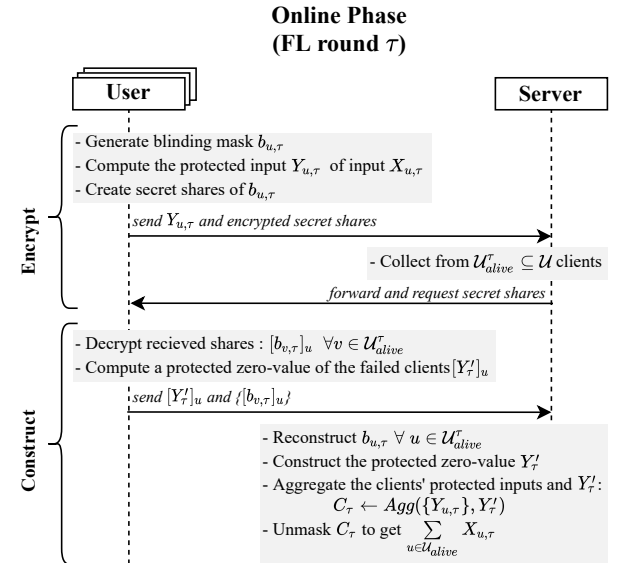 Online Phase
(FL round τ)
User
Server
Encrypt
- Generate blinding mask b_{u,τ}
- Compute the protected input Y_{u,τ} of input X_{u,τ}
- Create secret shares of b_{u,τ}
send Y_{u,τ} and encrypted secret shares
- Collect from 𝒰^τ_{alive} ⊆ 𝒰 clients
forward and request secret shares
Construct
- Decrypt recieved shares : [b_{v,τ}]_u ∀v ∈ 𝒰^τ_{alive}
- Compute a protected zero-value of the failed clients[Y'_τ]_u
send [Y'_τ]_u and {[b_{v,τ}]_u}
- Reconstruct b_{u,τ} ∀ u ∈ 𝒰^τ_{alive}
- Construct the protected zero-value Y'_τ
- Aggregate the clients' protected inputs and Y'_τ:
C_τ ← Agg({Y_{u,τ}}, Y'_τ)
- Unmask C_τ to get ∑_{u∈𝒰_{alive}} X_{u,τ}